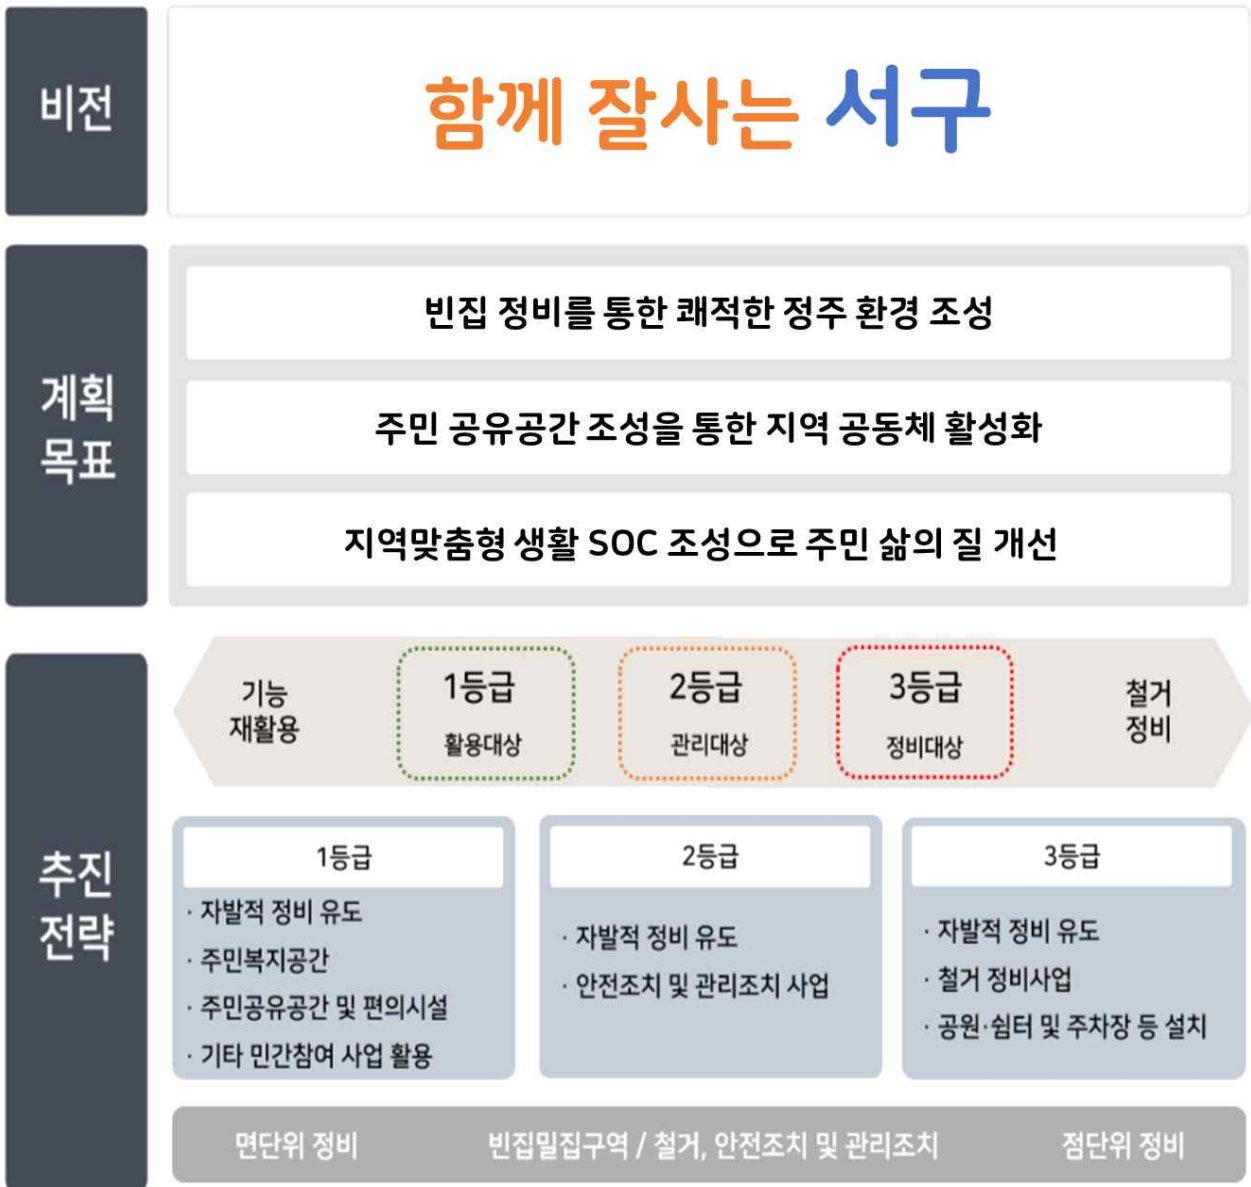 비전
함께 잘사는 서구
계획
목표
빈집 정비를 통한 쾌적한 정주 환경 조성
주민 공유공간 조성을 통한 지역 공동체 활성화
지역맞춤형 생활 SOC 조성으로 주민 삶의 질 개선
추진
전략
기능
재활용
1등급
활용대상
2등급
관리대상
3등급
정비대상
철거
정비
1등급
· 자발적 정비 유도
· 주민복지공간
· 주민공유공간 및 편의시설
· 기타 민간참여 사업 활용
2등급
· 자발적 정비 유도
· 안전조치 및 관리조치 사업
3등급
· 자발적 정비 유도
· 철거 정비사업
· 공원·쉼터 및 주차장 등 설치
면단위 정비
빈집밀집구역 / 철거, 안전조치 및 관리조치
점단위 정비